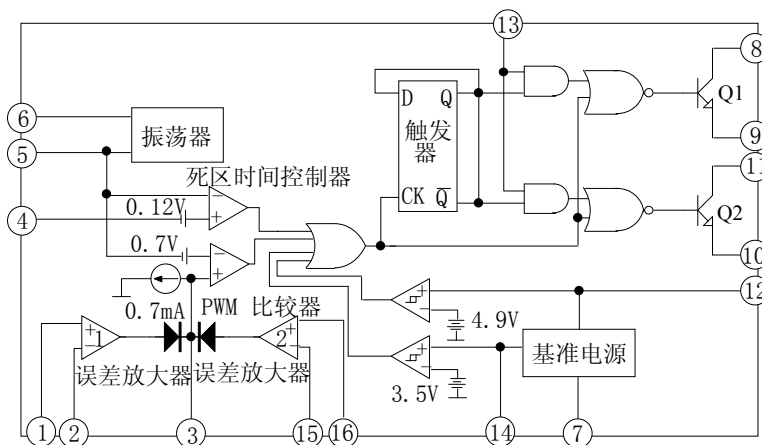 13
8
6
振荡器
D Q
触发器
CK Q̅
Q1
5
9
死区时间控制器
11
−
+
4
0.12V
Q2
0.7V
−
+
10
12
0.7mA
PWM 比较器
4.9V
+
1
−
2
+
−
基准电源
误差放大器
误差放大器
3.5V
1
2
3
15
16
14
7